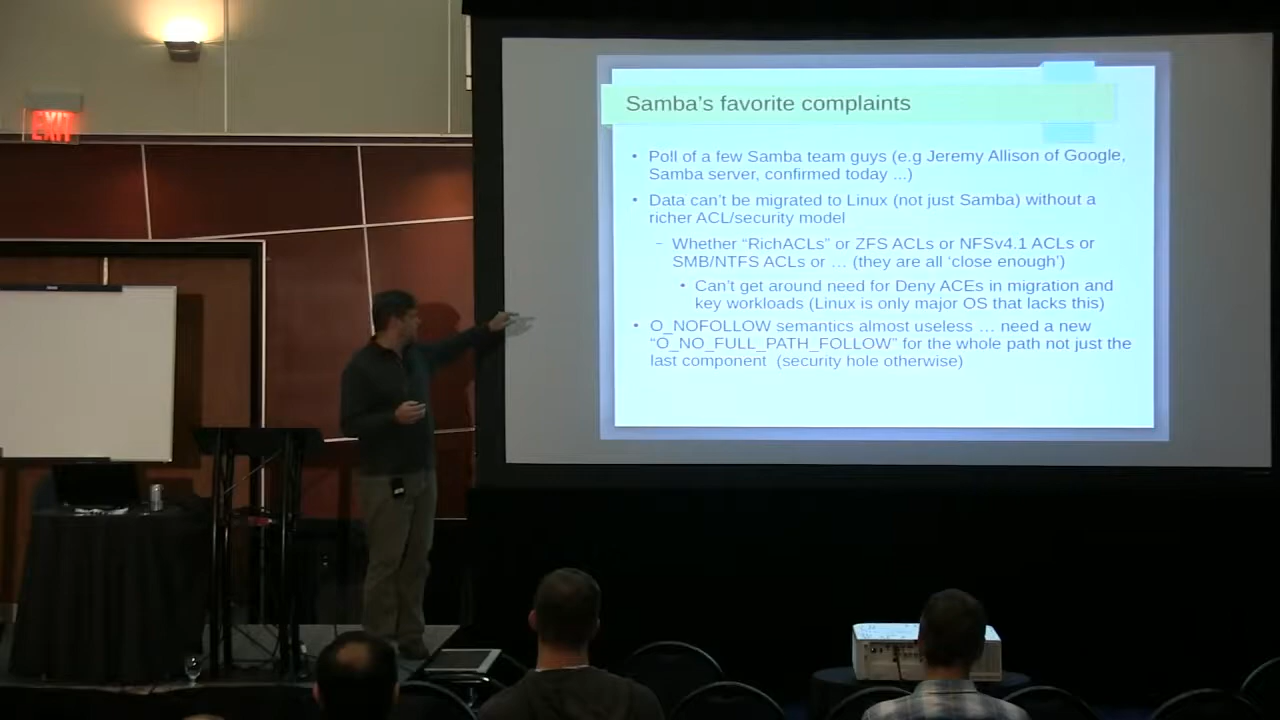 EXIT
Samba's favorite complaints
• Poll of a few Samba team guys (e.g Jeremy Allison of Google,
Samba server, confirmed today ...)
• Data can't be migrated to Linux (not just Samba) without a
richer ACL/security model
– Whether “RichACLs” or ZFS ACLs or NFSv4.1 ACLs or
SMB/NTFS ACLs or … (they are all ‘close enough’)
• Can't get around need for Deny ACEs in migration and
key workloads (Linux is only major OS that lacks this)
• O_NOFOLLOW semantics almost useless … need a new
“O_NO_FULL_PATH_FOLLOW” for the whole path not just the
last component (security hole otherwise)